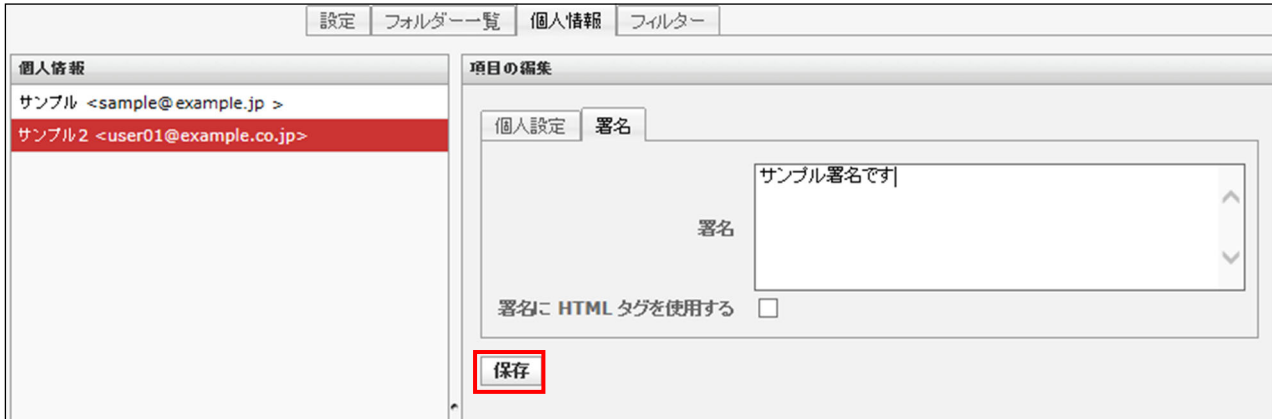 設定 フォルダー一覧 個人情報 フィルター
個人情報
サンプル <sample@example.jp >
サンプル2 <user01@example.co.jp>
項目の編集
個人設定 署名
サンプル署名です
署名
署名に HTML タグを使用する
保存